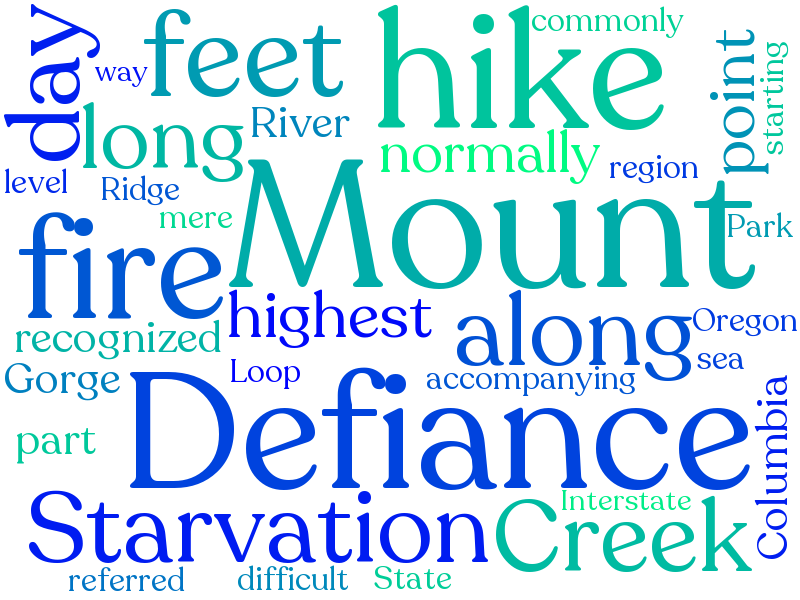 day
way
feet
hike
commonly
point
starting
long
River
normally
region
level
Ridge
mere
Mount
Park
fire
highest
along
Oregon
recognized
sea
Gorge
Loop
accompanying
Defiance
Columbia
part
Starvation
Interstate
Creek
referred
difficult
State